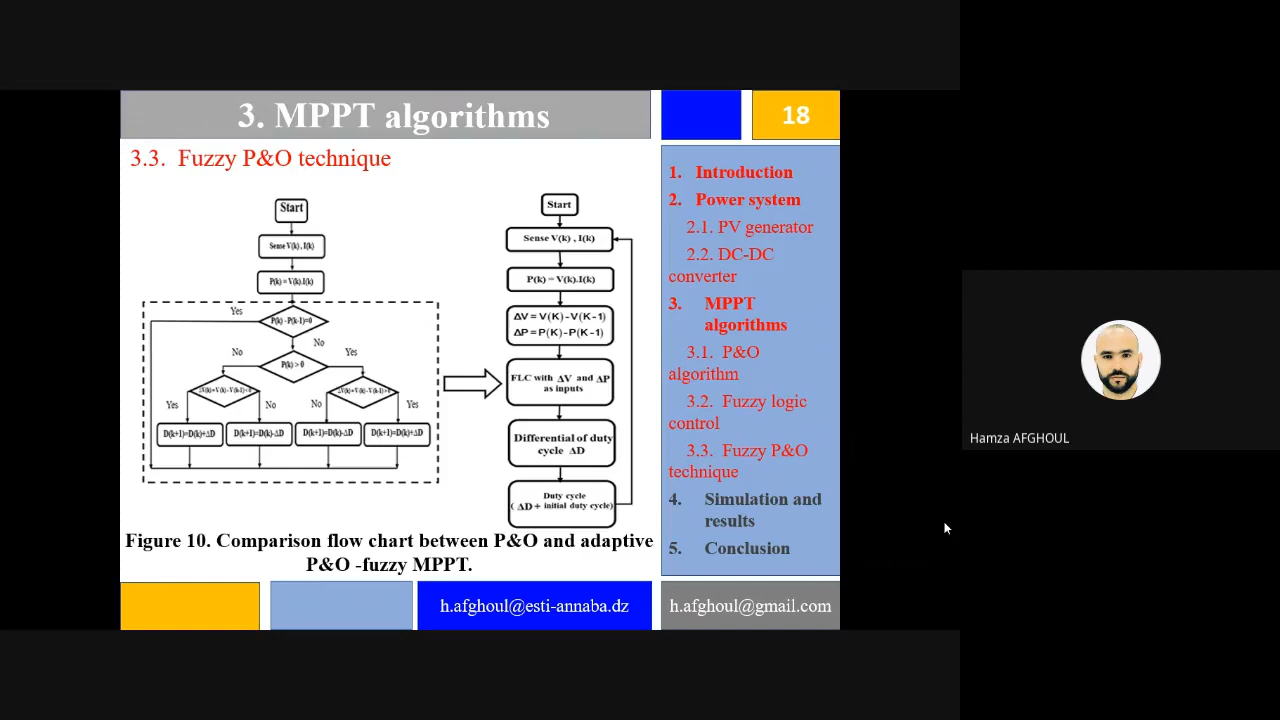 3. MPPT algorithms
18
3.3. Fuzzy P&O technique
Start
Sense V(k) , I(k)
P(k) = V(k).I(k)
Yes
P(k) - P(k-1)=0
No
P(k) > 0
No
Yes
Yes
No
No
Yes
D(k+1)=D(k)+ΔD
D(k+1)=D(k)-ΔD
D(k+1)=D(k)-ΔD
D(k+1)=D(k)+ΔD
Start
Sense V(k) , I(k)
P(k) = V(k).I(k)
ΔV = V(K) - V(K-1)
ΔP = P(K) - P(K-1)
FLC with ΔV and ΔP
as inputs
Differential of duty
cycle ΔD
Duty cycle
( ΔD + initial duty cycle)
Figure 10. Comparison flow chart between P&O and adaptive
P&O -fuzzy MPPT.
1. Introduction
2. Power system
2.1. PV generator
2.2. DC-DC
converter
3. MPPT
algorithms
3.1. P&O
algorithm
3.2. Fuzzy logic
control
3.3. Fuzzy P&O
technique
4. Simulation and
results
5. Conclusion
h.afghoul@esti-annaba.dz
h.afghoul@gmail.com
Hamza AFGHOUL